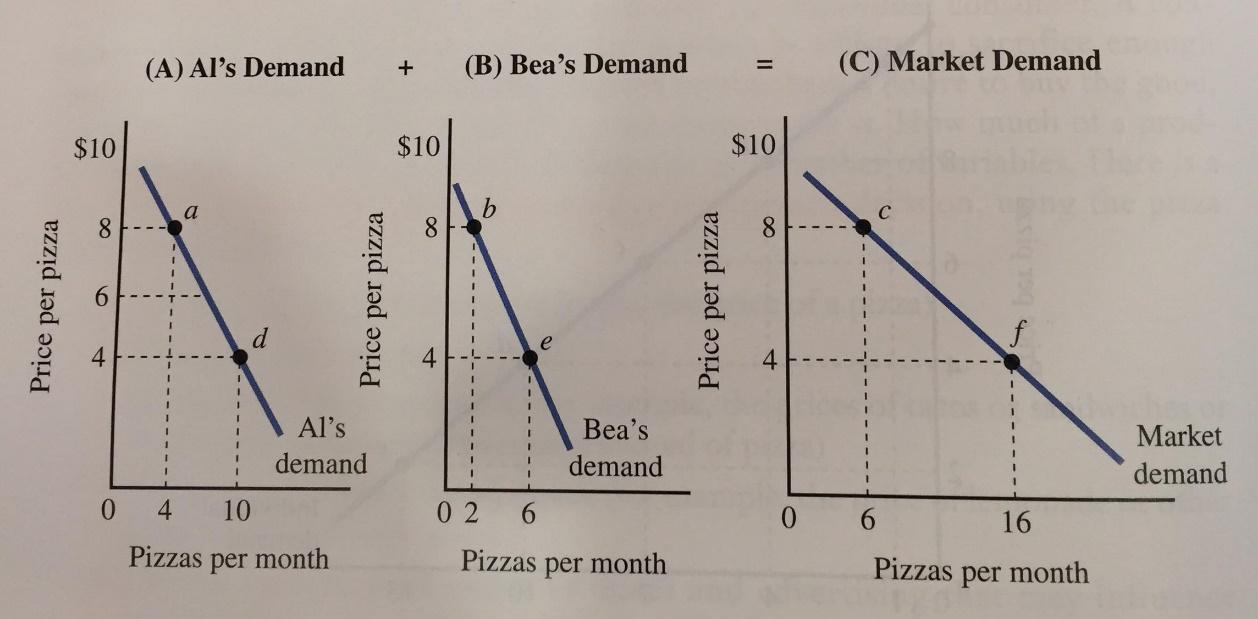 (A) Al's Demand + (B) Bea's Demand = (C) Market Demand
$10
8
6
4
0 4 10
a
d
Al's
demand
Price per pizza
Pizzas per month
$10
8
4
0 2 6
b
e
Bea's
demand
Price per pizza
Pizzas per month
$10
8
4
0 6 16
c
f
Market
demand
Price per pizza
Pizzas per month